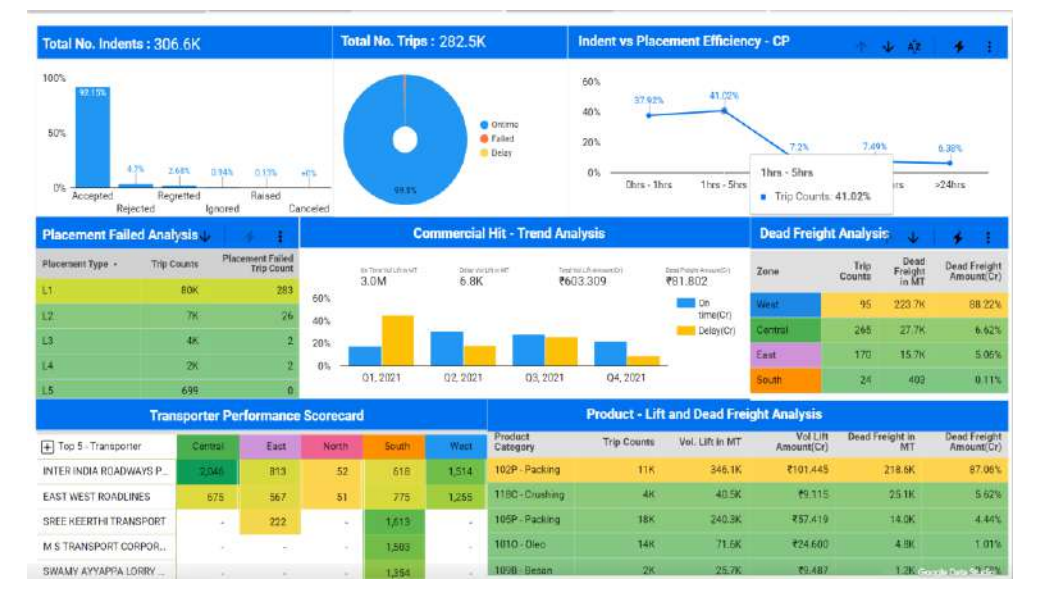 Total No. Indents : 306.6K
Total No. Trips : 282.5K
Indent vs Placement Efficiency - CP
100%
50%
0%
92.15%
4.7%
2.68%
0.34%
0.13%
Accepted
Rejected
Regretted
Ignored
Raised
Canceled
Ontime
Failed
Delay
60%
40%
20%
0%
37.92%
41.02%
7.2%
7.49%
6.38%
0hrs - 1hrs
1hrs - 5hrs
>24hrs
1hrs - 5hrs
Trip Counts: 41.02%
Placement Failed Analysis
Placement Type
Trip Counts
Placement Failed Trip Count
L1 80K 283
L2 7K 26
L3 4K 2
L4 2K 2
L5 699 0
Commercial Hit - Trend Analysis
3.0M
6.8K
₹603.309
₹81.802
60%
40%
20%
0%
On time(Cr)
Delay(Cr)
Q1, 2021
Q2, 2021
Q3, 2021
Q4, 2021
Dead Freight Analysis
Zone
Trip Counts
Dead Freight in MT
Dead Freight Amount(Cr)
West 95 223.7K 88.22%
Central 265 27.7K 6.62%
East 170 15.7K 5.06%
South 24 403 0.11%
Transporter Performance Scorecard
Top 5 - Transporter Central East North South West
INTER INDIA ROADWAYS P... 2,046 813 52 618 1,514
EAST WEST ROADLINES 675 567 51 775 1,255
SREE KEERTHI TRANSPORT - 222 - 1,613 -
M S TRANSPORT CORPOR... - - - 1,503 -
SWAMY AYYAPPA LORRY ... - - - 1,354 -
Product - Lift and Dead Freight Analysis
Product Category
Trip Counts
Vol. Lift in MT
Vol Lift Amount(Cr)
Dead Freight in MT
Dead Freight Amount(Cr)
102P - Packing 11K 346.1K ₹101.445 218.6K 87.06%
118C - Crushing 4K 40.5K ₹9.115 25.1K 5.62%
105P - Packing 18K 240.3K ₹57.419 14.0K 4.44%
101O - Oleo 14K 71.6K ₹24.600 4.8K 1.01%
109B - Besan 2K 25.7K ₹9.487 1.2K
Google Data Studio